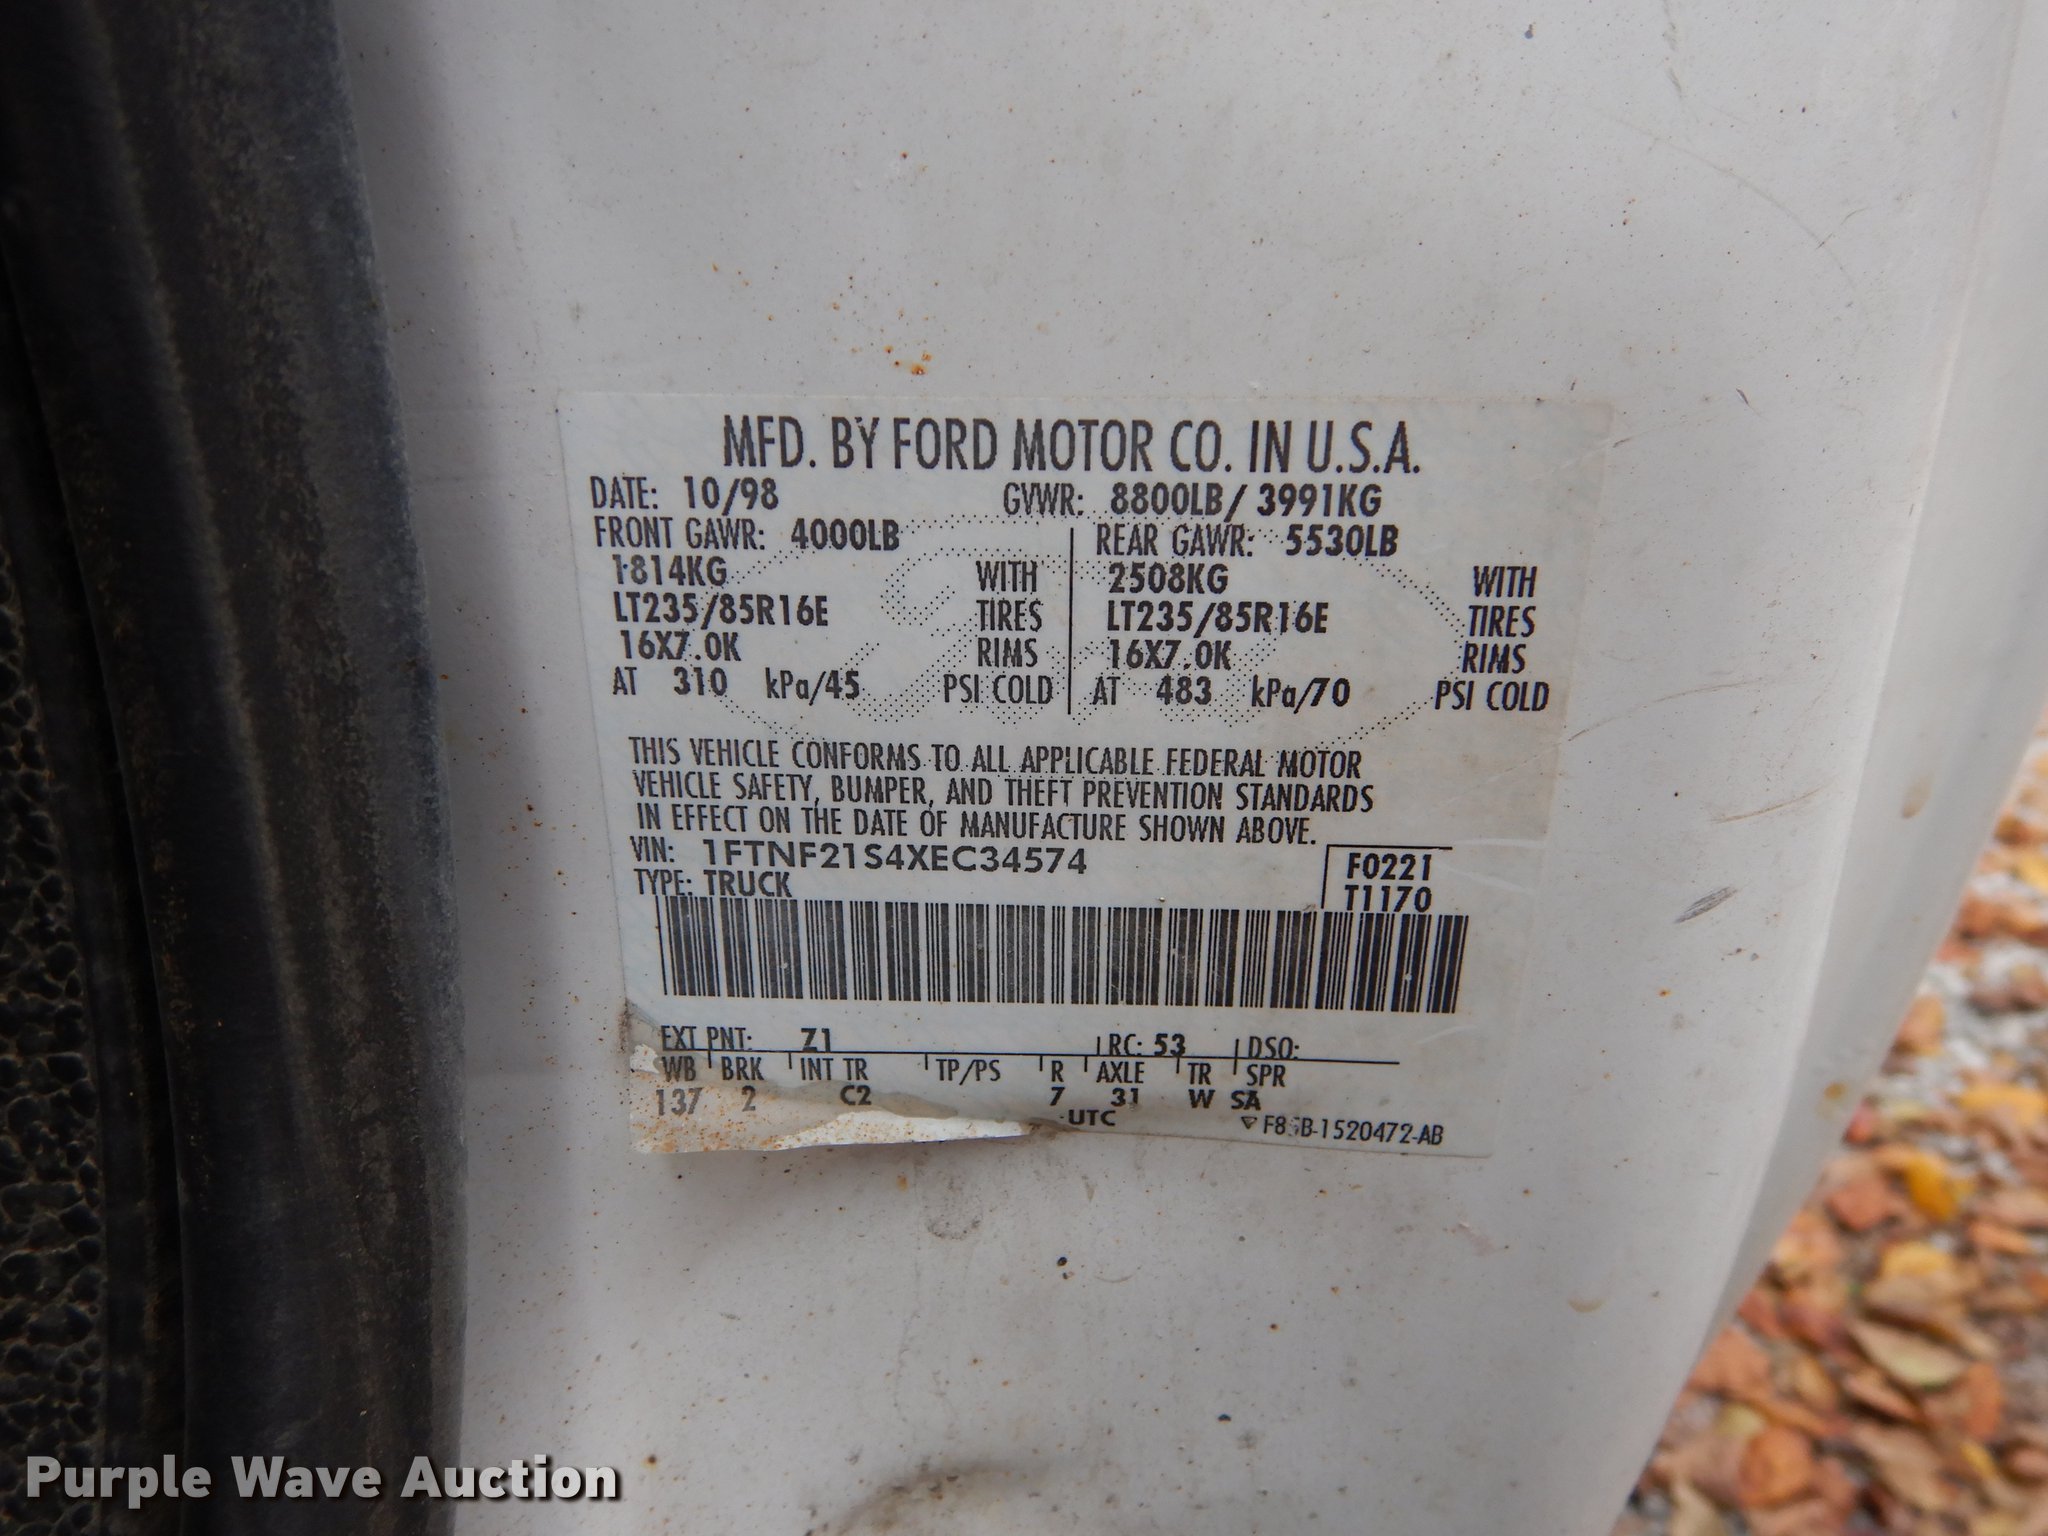 MFD. BY FORD MOTOR CO. IN U.S.A.
DATE: 10/98 GVWR: 8800LB/ 3991KG
FRONT GAWR: 4000LB REAR GAWR: 5530LB
1814KG WITH 2508KG WITH
LT235/85R16E TIRES LT235/85R16E TIRES
16X7.0K RIMS 16X7.0K RIMS
AT 310 kPa/45 PSI COLD AT 483 kPa/70 PSI COLD
THIS VEHICLE CONFORMS TO ALL APPLICABLE FEDERAL MOTOR
VEHICLE SAFETY, BUMPER, AND THEFT PREVENTION STANDARDS
IN EFFECT ON THE DATE OF MANUFACTURE SHOWN ABOVE.
VIN: 1FTNF21S4XEC34574 F0221
TYPE: TRUCK T1170
EXT PNT: Z1 RC: 53 DSO:
WB BRK INT TR TP/PS R AXLE TR SPR
137 2 C2 7 31 W SA
UTC
Purple Wave Auction